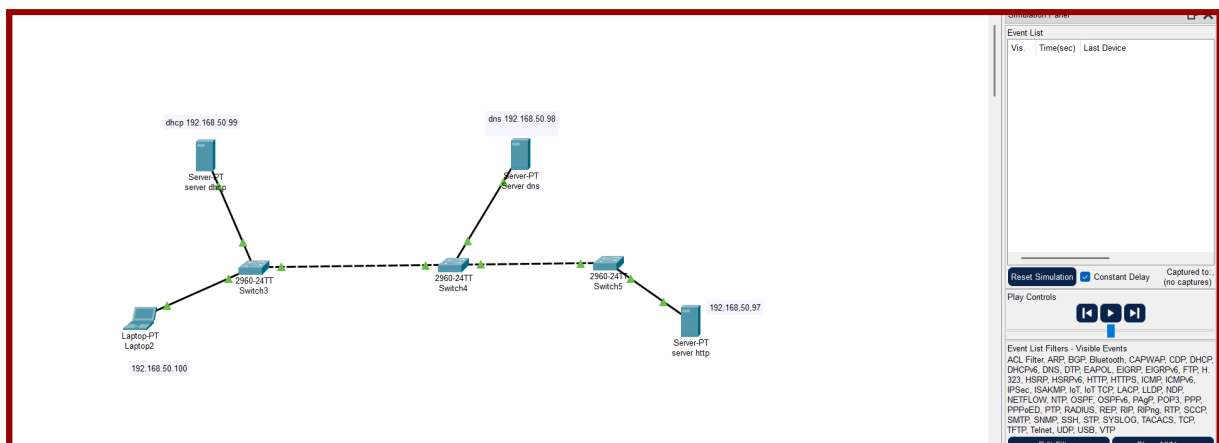 Simulation Panel
Event List
Vis. Time(sec) Last Device
dhcp 192.168.50.99
dns 192.168.50.98
Server-PT
server dhcp
Server-PT
Server dns
2960-24TT
Switch3
2960-24TT
Switch4
2960-24TT
Switch5
192.168,50,97
Laptop-PT
Laptop2
192.168.50.100
Server-PT
server http
Reset Simulation Constant Delay Captured to:,
(no captures)
Play Controls
Event List Filters - Visible Events
ACL Filter, ARP, BGP, Bluetooth, CAPWAP, CDP, DHCP,
DHCPv6, DNS, DTP, EAPOL, EIGRP, EIGRPv6, FTP, H.
323, HSRP, HSRPv6, HTTP, HTTPS, ICMP, ICMPv6,
IPSec, ISAKMP, IoT, IoT TCP, LACP, LLDP, NDP,
NETFLOW, NTP, OSPF, OSPFv6, PAgP, POP3, PPP,
PPPoED, PTP, RADIUS, REP, RIP, RIPng, RTP, SCCP,
SMTP, SNMP, SSH, STP, SYSLOG, TACACS, TCP,
TFTP, Telnet, UDP, USB, VTP